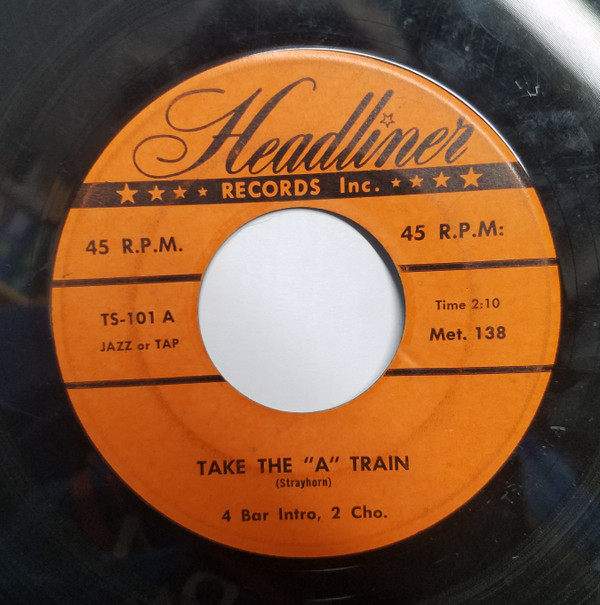 Headliner
RECORDS Inc.
45 R.P.M.
45 R.P.M:
TS-101 A
JAZZ or TAP
Time 2:10
Met. 138
TAKE THE "A" TRAIN
(Strayhorn)
4 Bar Intro, 2 Cho.